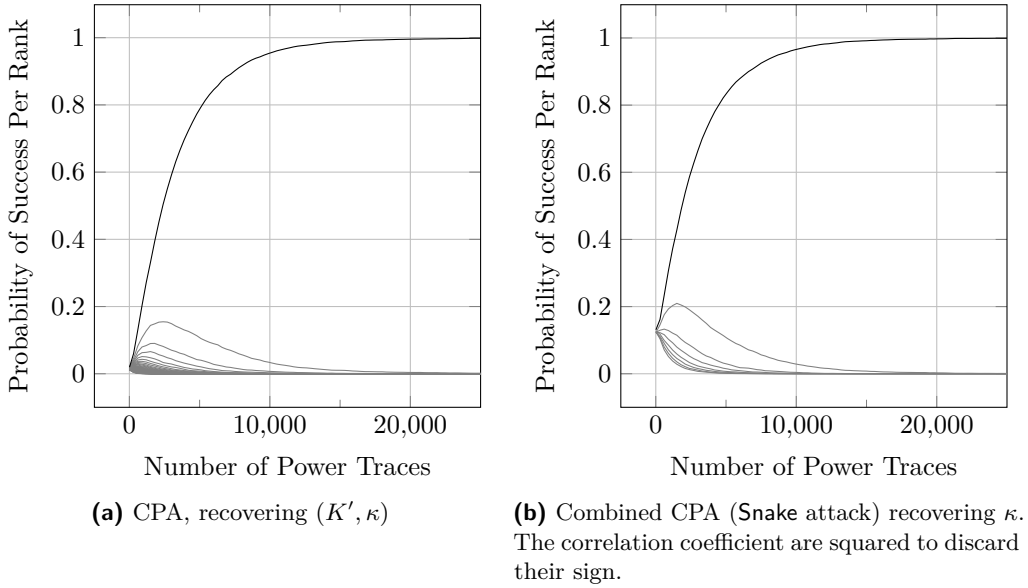 Probability of Success Per Rank
1
0.8
0.6
0.4
0.2
0
0
10,000
20,000
Number of Power Traces
(a) CPA, recovering (K′, κ)
Probability of Success Per Rank
1
0.8
0.6
0.4
0.2
0
0
10,000
20,000
Number of Power Traces
(b) Combined CPA (Snake attack) recovering κ.
The correlation coefficient are squared to discard
their sign.